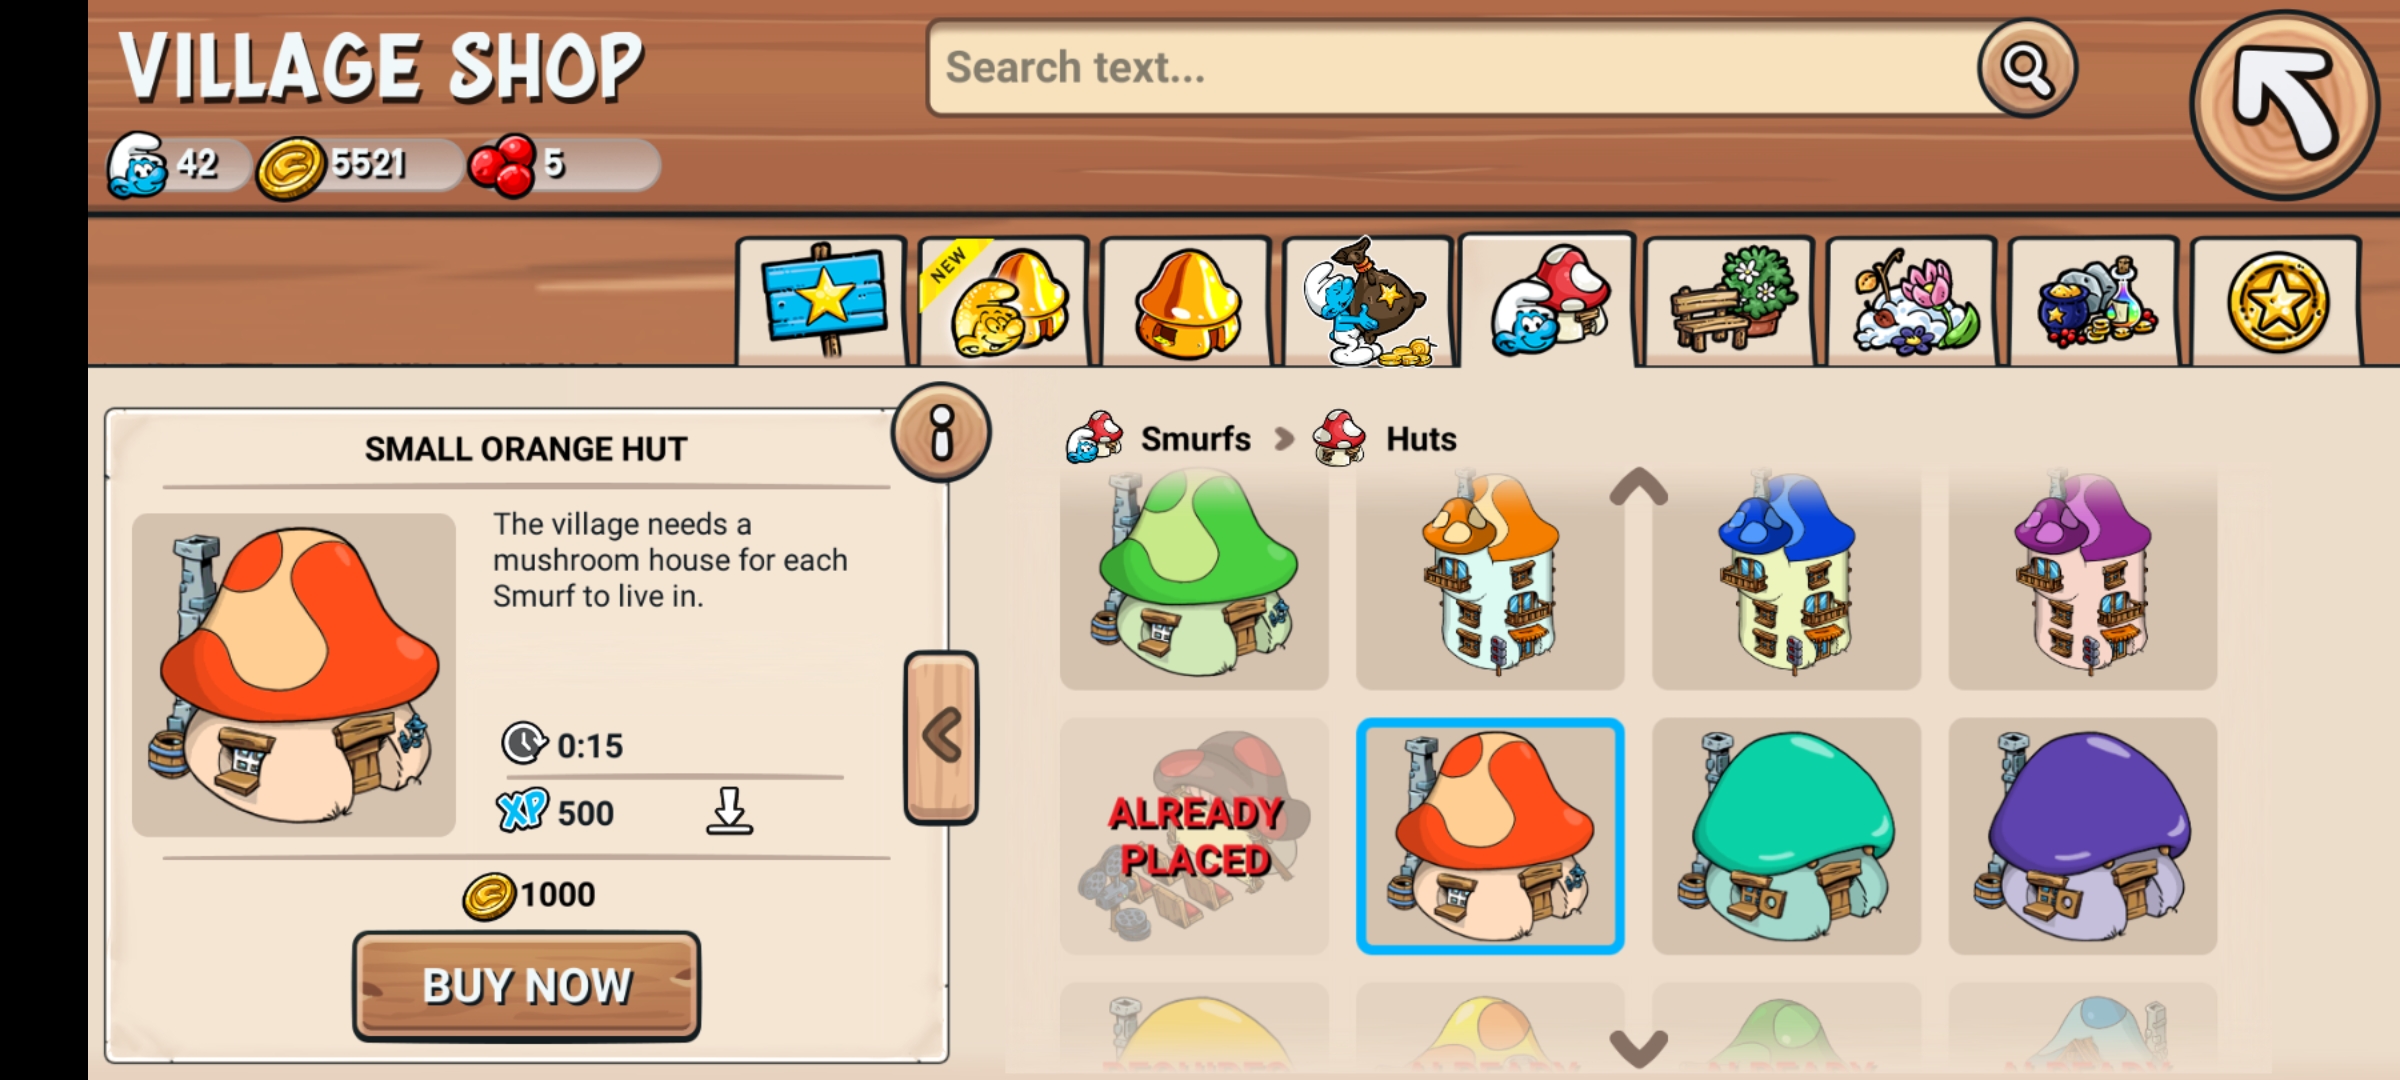 VILLAGE SHOP
Search text...
42
5521
5
NEW
SMALL ORANGE HUT
The village needs a
mushroom house for each
Smurf to live in.
0:15
XP 500
1000
BUY NOW
Smurfs
Huts
ALREADY
PLACED